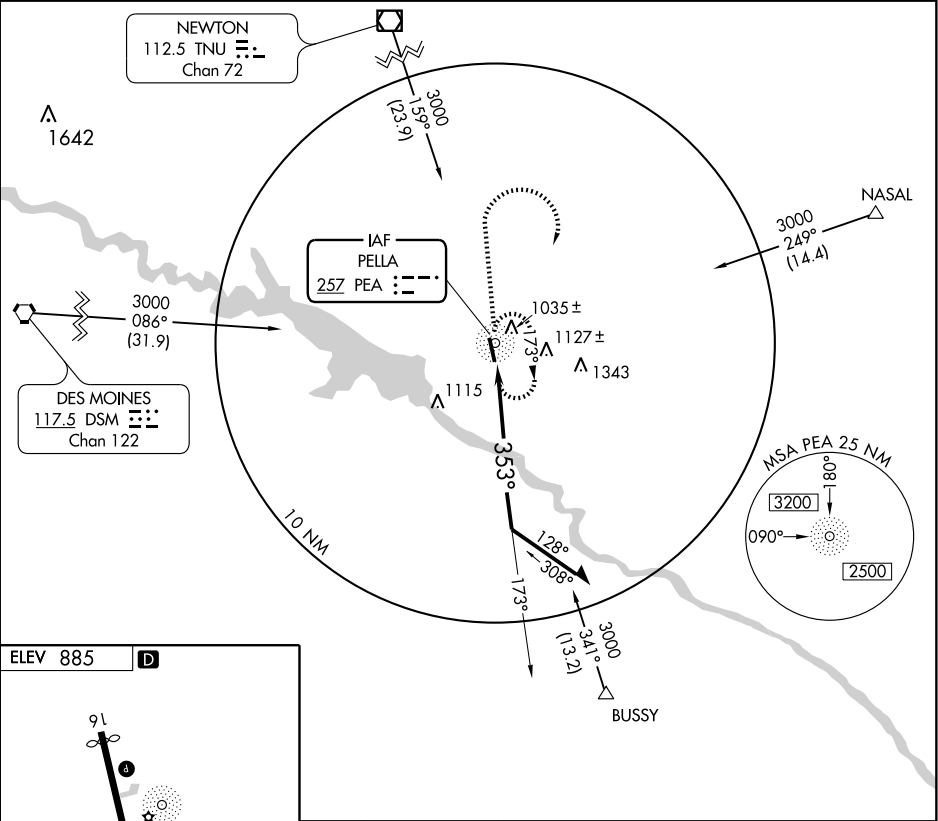 NEWTON
112.5 TNU
Chan 72
1642
3000
159°
(23.9)
NASAL
3000
249°
(14.4)
IAF
PELLA
257 PEA
3000
086°
(31.9)
1035 ±
173°
1127 ±
1343
1115
DES MOINES
117.5 DSM
Chan 122
353°
MSA PEA 25 NM
180°
3200
090°
2500
10 NM
128°
308°
173°
3000
341°
(13.2)
BUSSY
ELEV 885
D
16
P